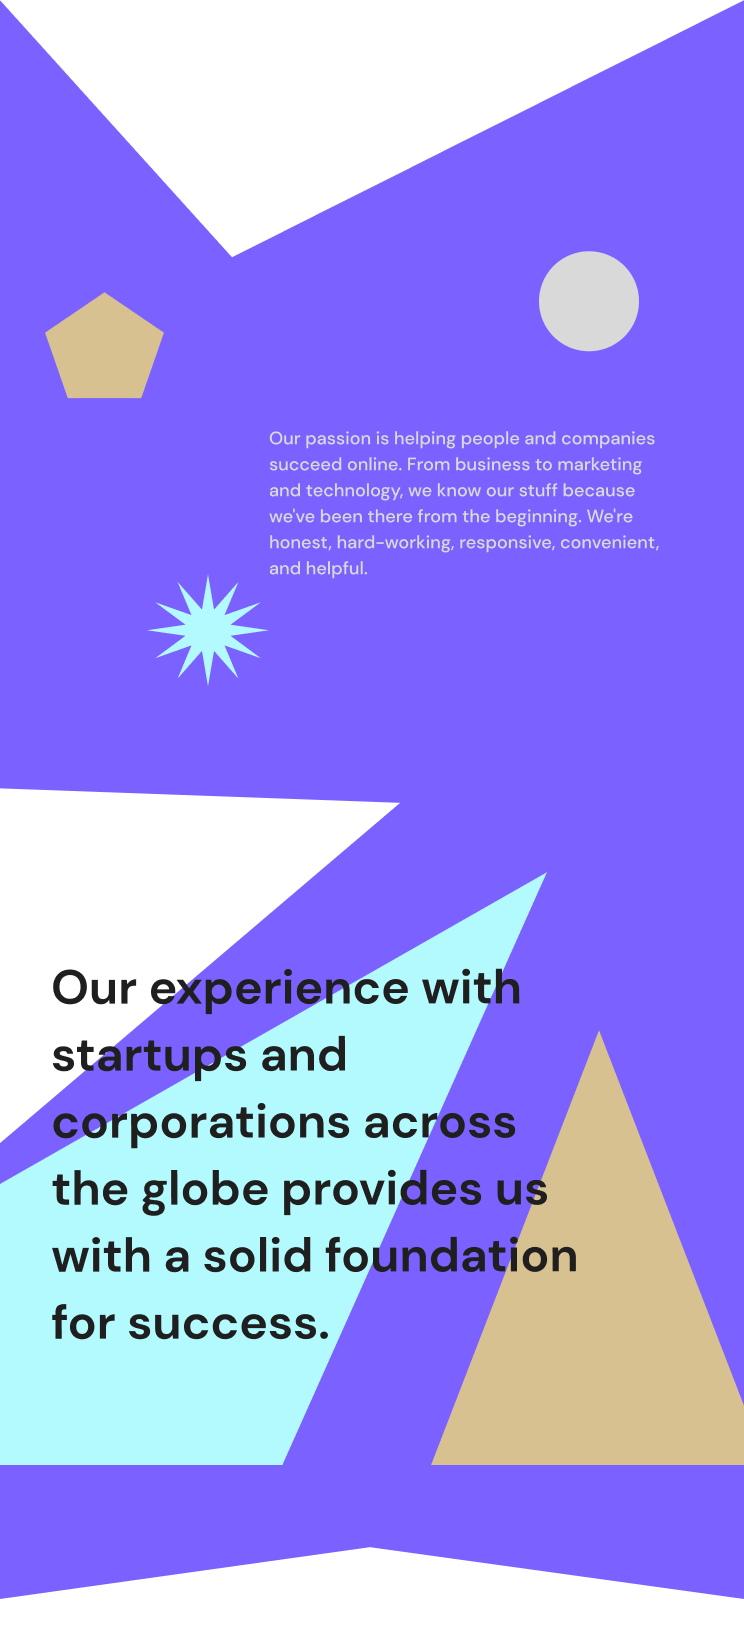 Our passion is helping people and companies
succeed online. From business to marketing
and technology, we know our stuff because
we've been there from the beginning. We're
honest, hard-working, responsive, convenient,
and helpful.
Our experience with
startups and
corporations across
the globe provides us
with a solid foundation
for success.